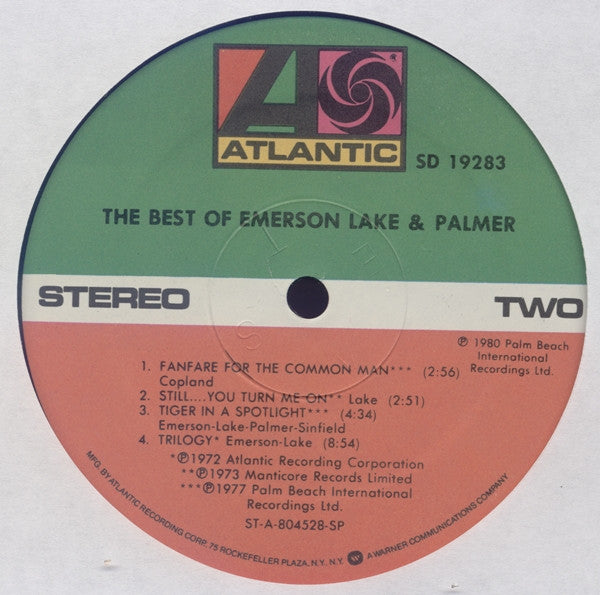 ATLANTIC
SD 19283
THE BEST OF EMERSON LAKE & PALMER
STEREO
TWO
℗ 1980 Palm Beach
International
Recordings Ltd.
1. FANFARE FOR THE COMMON MAN*** (2:56)
Copland
2. STILL....YOU TURN ME ON** Lake (2:51)
3. TIGER IN A SPOTLIGHT*** (4:34)
Emerson-Lake-Palmer-Sinfield
4. TRILOGY* Emerson-Lake (8:54)
*℗1972 Atlantic Recording Corporation
**℗1973 Manticore Records Limited
***℗1977 Palm Beach International
Recordings Ltd.
ST-A-804528-SP
MFG. BY ATLANTIC RECORDING CORP., 75 ROCKEFELLER PLAZA, N.Y., N.Y. A WARNER COMMUNICATIONS COMPANY